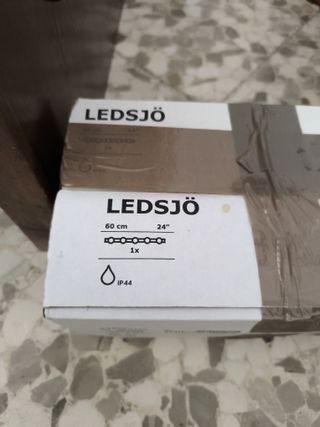 LEDSJÖ
LEDSJÖ
60 cm 24"
1x
IP44